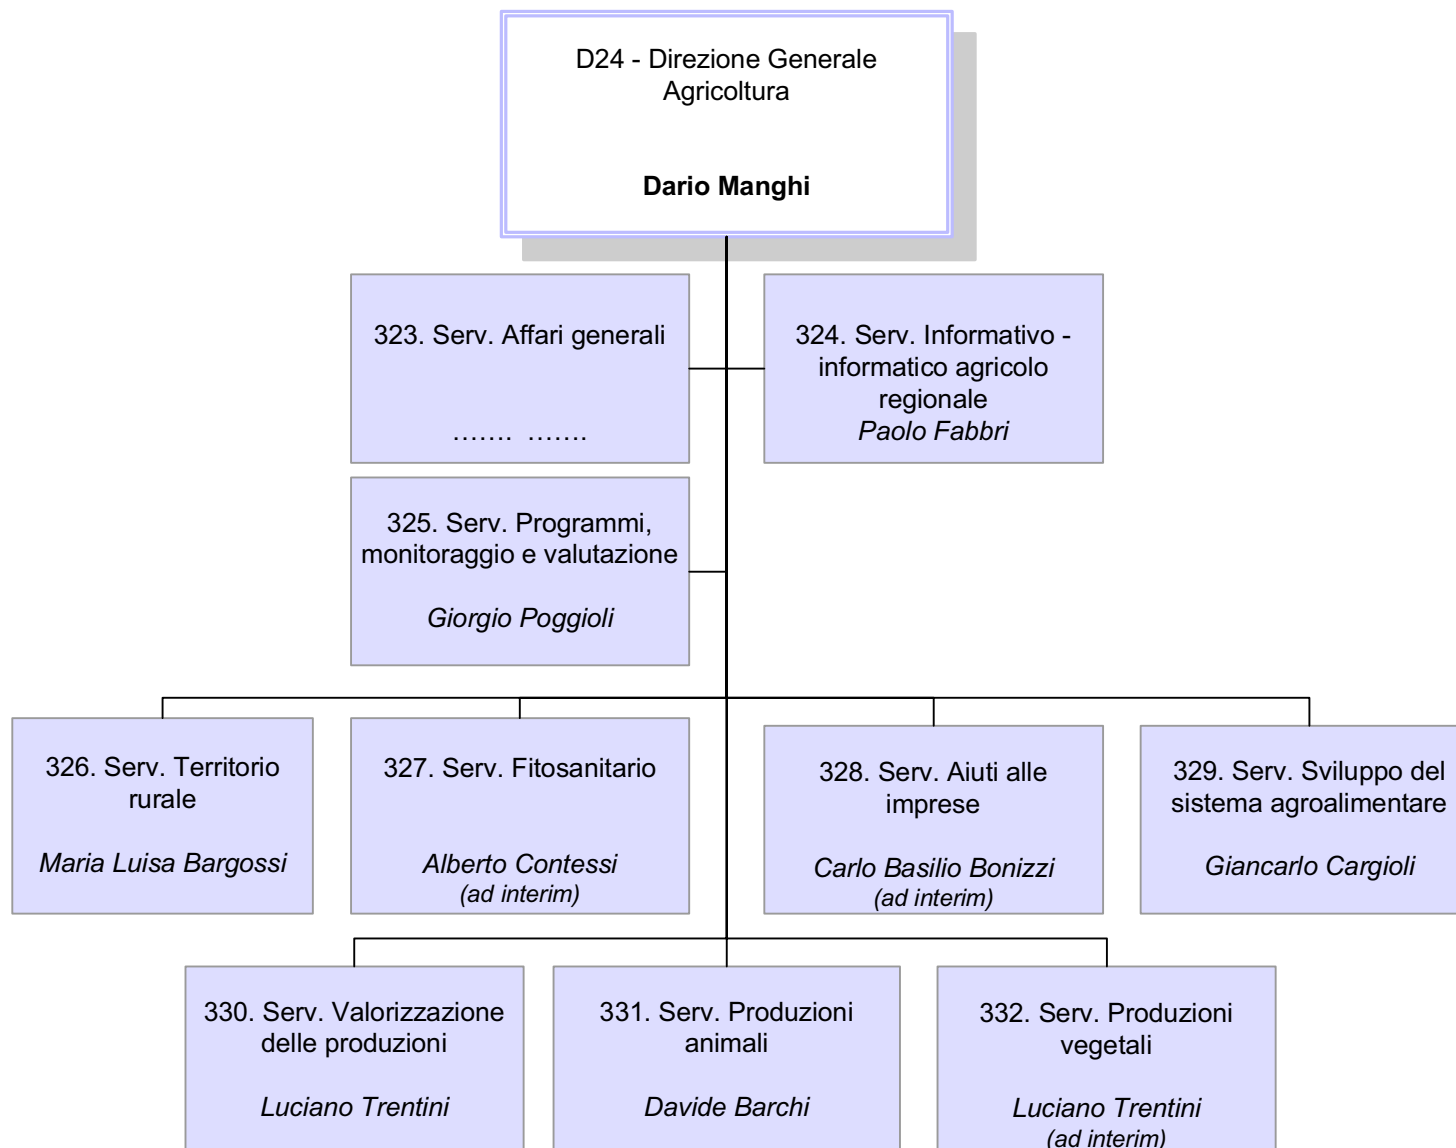 D24 - Direzione Generale
Agricoltura
Dario Manghi
323. Serv. Affari generali
....... .......
324. Serv. Informativo -
informatico agricolo
regionale
Paolo Fabbri
325. Serv. Programmi,
monitoraggio e valutazione
Giorgio Poggioli
326. Serv. Territorio
rurale
Maria Luisa Bargossi
327. Serv. Fitosanitario
Alberto Contessi
(ad interim)
328. Serv. Aiuti alle
imprese
Carlo Basilio Bonizzi
(ad interim)
329. Serv. Sviluppo del
sistema agroalimentare
Giancarlo Cargioli
330. Serv. Valorizzazione
delle produzioni
Luciano Trentini
331. Serv. Produzioni
animali
Davide Barchi
332. Serv. Produzioni
vegetali
Luciano Trentini
(ad interim)